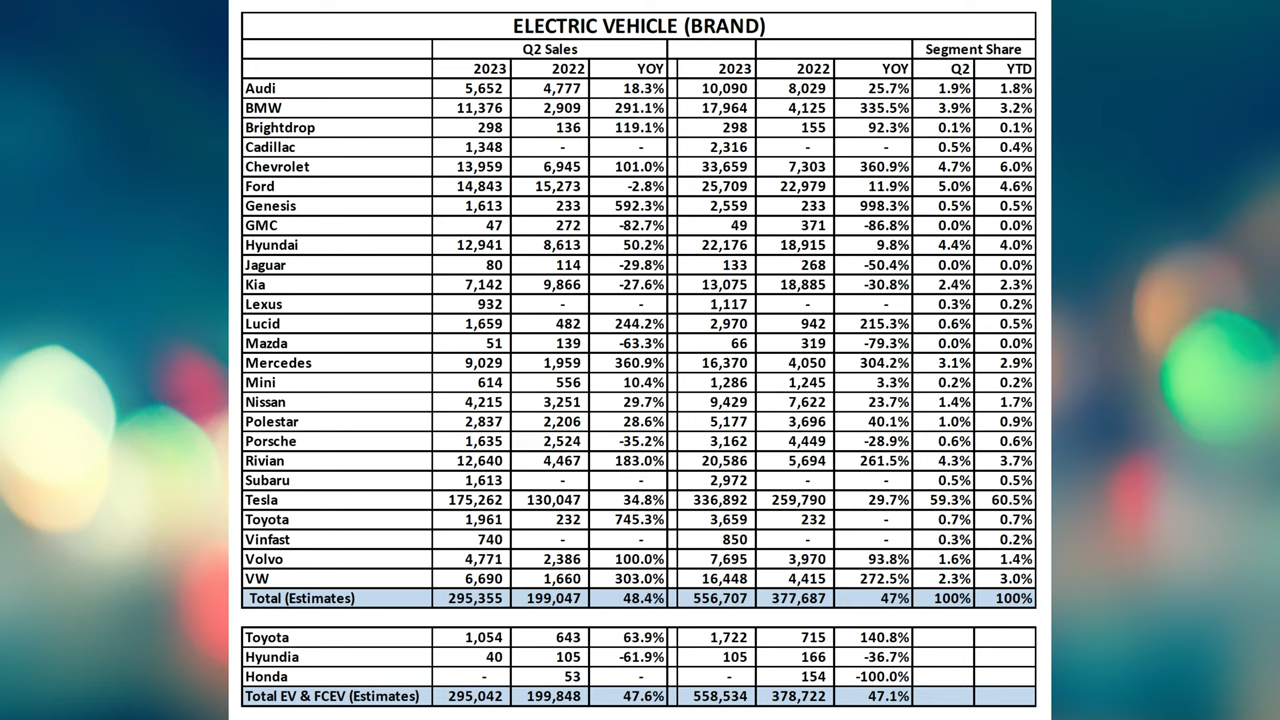 ELECTRIC VEHICLE (BRAND)
Q2 Sales Segment Share
2023 2022 YOY 2023 2022 YOY Q2 YTD
Audi 5,652 4,777 18.3% 10,090 8,029 25.7% 1.9% 1.8%
BMW 11,376 2,909 291.1% 17,964 4,125 335.5% 3.9% 3.2%
Brightdrop 298 136 119.1% 298 155 92.3% 0.1% 0.1%
Cadillac 1,348 - - 2,316 - - 0.5% 0.4%
Chevrolet 13,959 6,945 101.0% 33,659 7,303 360.9% 4.7% 6.0%
Ford 14,843 15,273 -2.8% 25,709 22,979 11.9% 5.0% 4.6%
Genesis 1,613 233 592.3% 2,559 233 998.3% 0.5% 0.5%
GMC 47 272 -82.7% 49 371 -86.8% 0.0% 0.0%
Hyundai 12,941 8,613 50.2% 22,176 18,915 9.8% 4.4% 4.0%
Jaguar 80 114 -29.8% 133 268 -50.4% 0.0% 0.0%
Kia 7,142 9,866 -27.6% 13,075 18,885 -30.8% 2.4% 2.3%
Lexus 932 - - 1,117 - - 0.3% 0.2%
Lucid 1,659 482 244.2% 2,970 942 215.3% 0.6% 0.5%
Mazda 51 139 -63.3% 66 319 -79.3% 0.0% 0.0%
Mercedes 9,029 1,959 360.9% 16,370 4,050 304.2% 3.1% 2.9%
Mini 614 556 10.4% 1,286 1,245 3.3% 0.2% 0.2%
Nissan 4,215 3,251 29.7% 9,429 7,622 23.7% 1.4% 1.7%
Polestar 2,837 2,206 28.6% 5,177 3,696 40.1% 1.0% 0.9%
Porsche 1,635 2,524 -35.2% 3,162 4,449 -28.9% 0.6% 0.6%
Rivian 12,640 4,467 183.0% 20,586 5,694 261.5% 4.3% 3.7%
Subaru 1,613 - - 2,972 - - 0.5% 0.5%
Tesla 175,262 130,047 34.8% 336,892 259,790 29.7% 59.3% 60.5%
Toyota 1,961 232 745.3% 3,659 232 - 0.7% 0.7%
Vinfast 740 - - 850 - - 0.3% 0.2%
Volvo 4,771 2,386 100.0% 7,695 3,970 93.8% 1.6% 1.4%
VW 6,690 1,660 303.0% 16,448 4,415 272.5% 2.3% 3.0%
Total (Estimates) 295,355 199,047 48.4% 556,707 377,687 47% 100% 100%
Toyota 1,054 643 63.9% 1,722 715 140.8%
Hyundia 40 105 -61.9% 105 166 -36.7%
Honda - 53 - 154 -100.0%
Total EV & FCEV (Estimates) 295,042 199,848 47.6% 558,534 378,722 47.1%